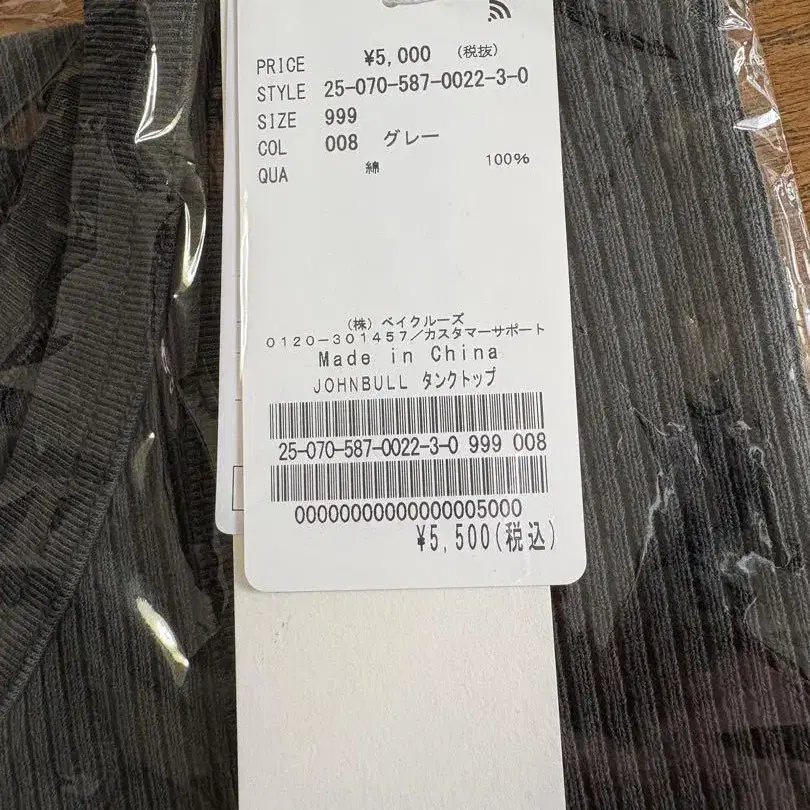 PRICE ¥5,000 (税抜)
STYLE 25-070-587-0022-3-0
SIZE 999
COL 008 グレー
QUA 綿 100%
(株) ベイクルーズ
0120-301457/カスタマーサポート
Made in China
JOHNBULL タンクトップ
25-070-587-0022-3-0 999 008
00000000000000005000
¥5,500(税込)